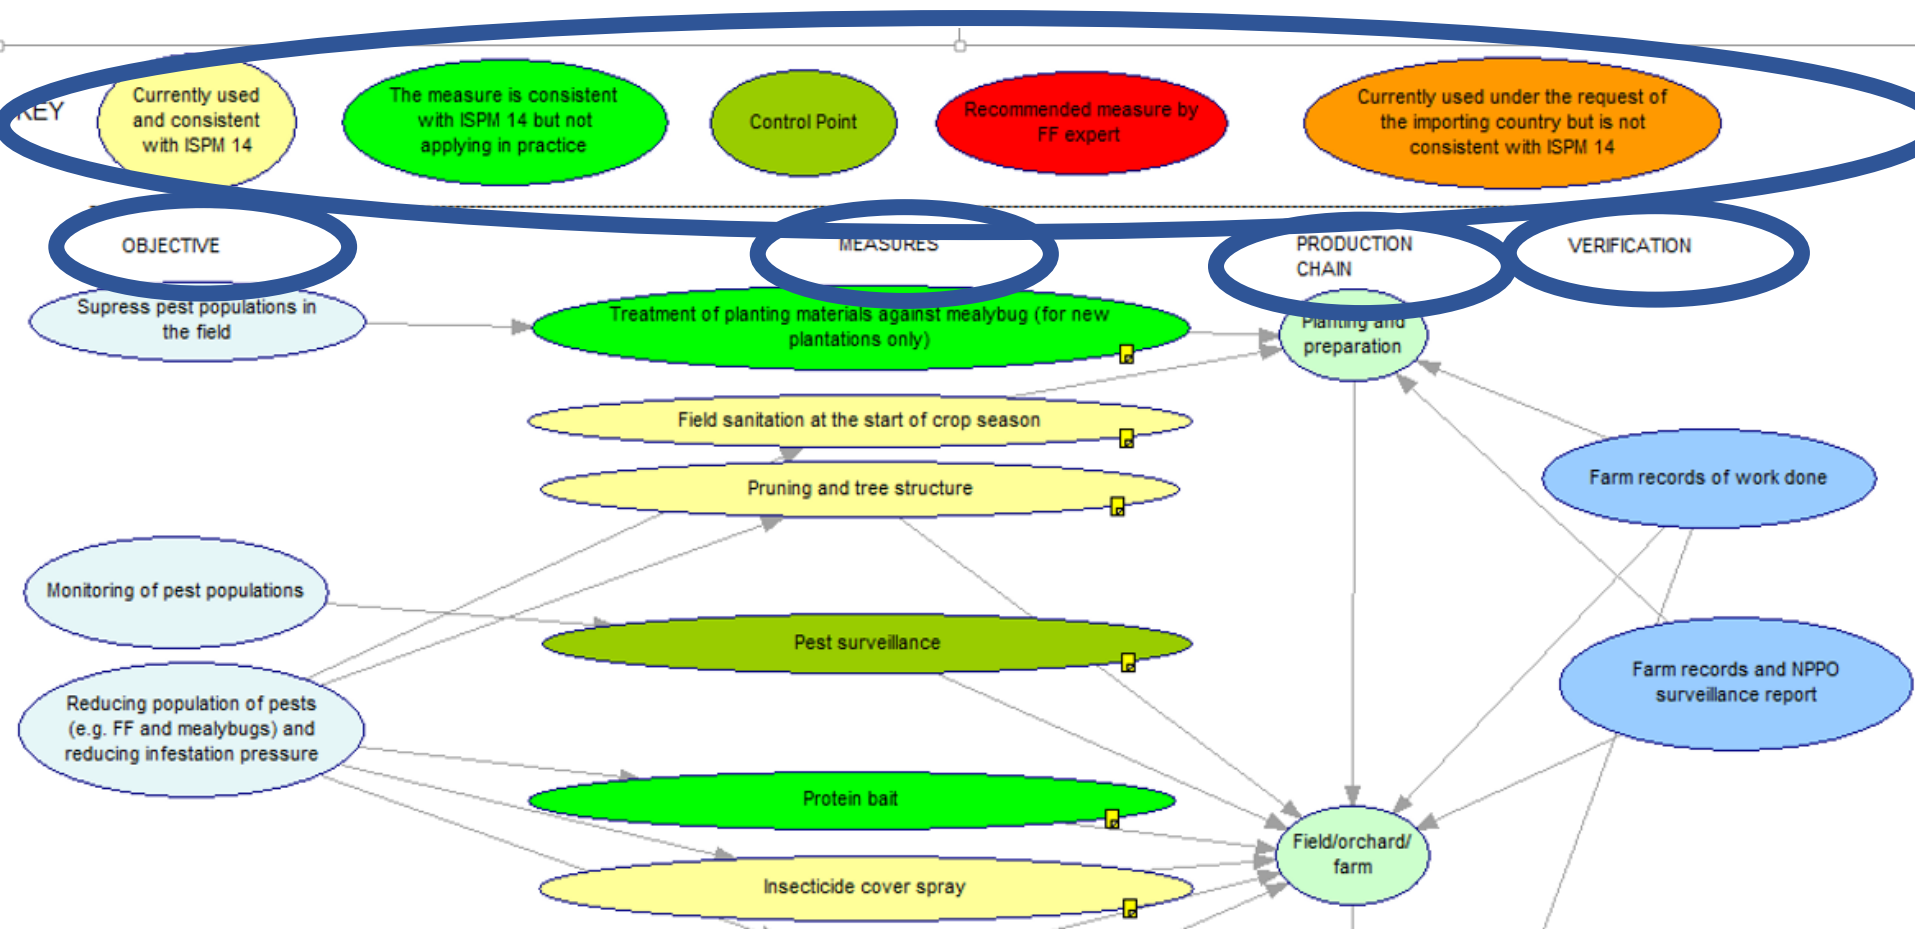 KEY
Currently used
and consistent
with ISPM 14
The measure is consistent
with ISPM 14 but not
applying in practice
Control Point
Recommended measure by
FF expert
Currently used under the request of
the importing country but is not
consistent with ISPM 14
OBJECTIVE
MEASURES
PRODUCTION
CHAIN
VERIFICATION
Supress pest populations in
the field
Treatment of planting materials against mealybug (for new
plantations only)
Planting and
preparation
Field sanitation at the start of crop season
Pruning and tree structure
Farm records of work done
Monitoring of pest populations
Pest surveillance
Farm records and NPPO
surveillance report
Reducing population of pests
(e.g. FF and mealybugs) and
reducing infestation pressure
Protein bait
Field/orchard/
farm
Insecticide cover spray